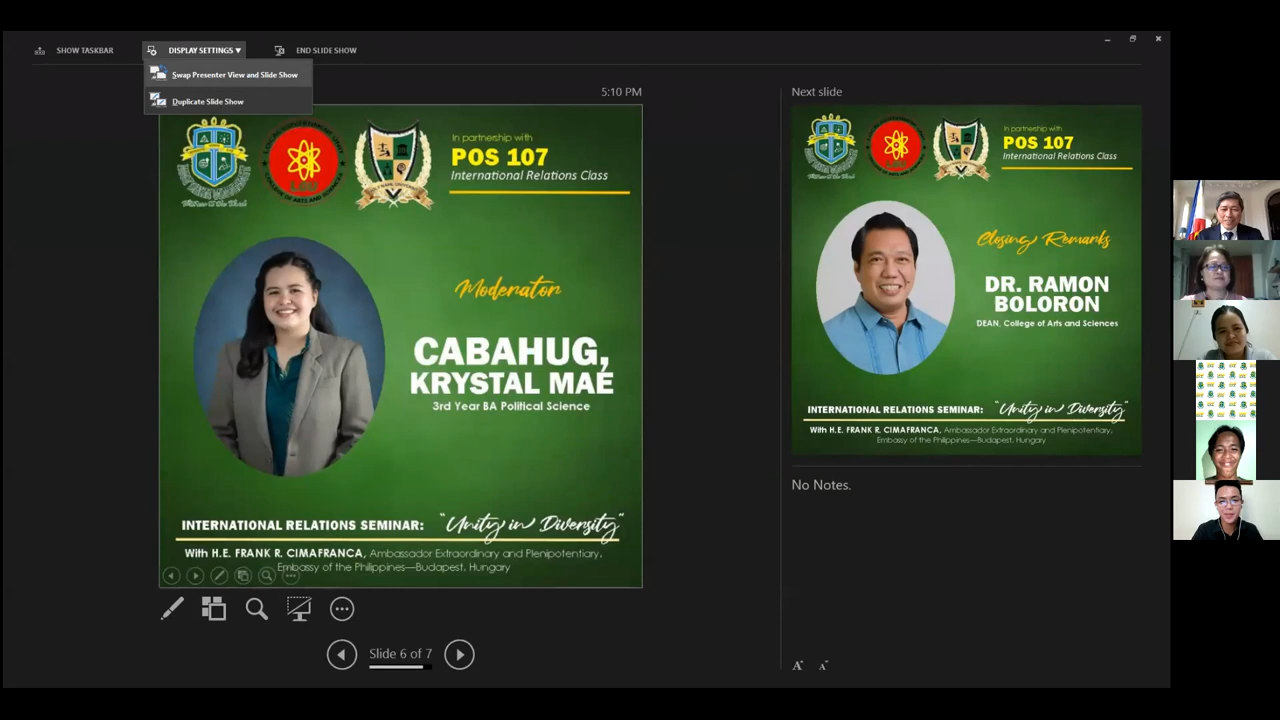 SHOW TASKBAR
DISPLAY SETTINGS ▼
END SLIDE SHOW
Swap Presenter View and Slide Show
Duplicate Slide Show
5:10 PM
In partnership with
POS 107
International Relations Class
Moderator
CABAHUG,
KRYSTAL MAE
3rd Year BA Political Science
INTERNATIONAL RELATIONS SEMINAR: "Unity in Diversity"
With H.E. FRANK R. CIMAFRANCA, Ambassador Extraordinary and Plenipotentiary,
Embassy of the Philippines—Budapest, Hungary
Slide 6 of 7
Next slide
In partnership with
POS 107
International Relations Class
Closing Remarks
DR. RAMON
BOLORON
DEAN, College of Arts and Sciences
INTERNATIONAL RELATIONS SEMINAR: "Unity in Diversity"
With H.E. FRANK R. CIMAFRANCA, Ambassador Extraordinary and Plenipotentiary,
Embassy of the Philippines—Budapest, Hungary
No Notes.
A A